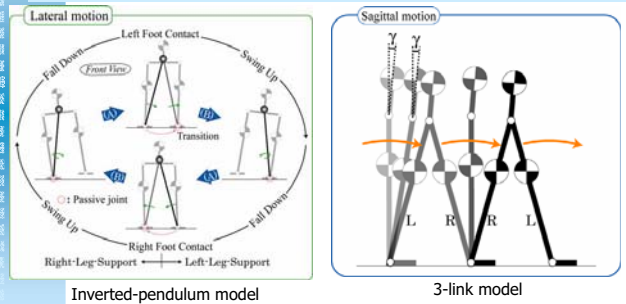 Lateral motion
Left Foot Contact
Fall Down
Front View
Swing Up
(A)
(B)
Transition
(B)
(A)
: Passive joint
Swing Up
Fall Down
Right Foot Contact
Right-Leg-Support
Left-Leg-Support
Inverted-pendulum model
Sagittal motion
γ γ
L R R L
3-link model